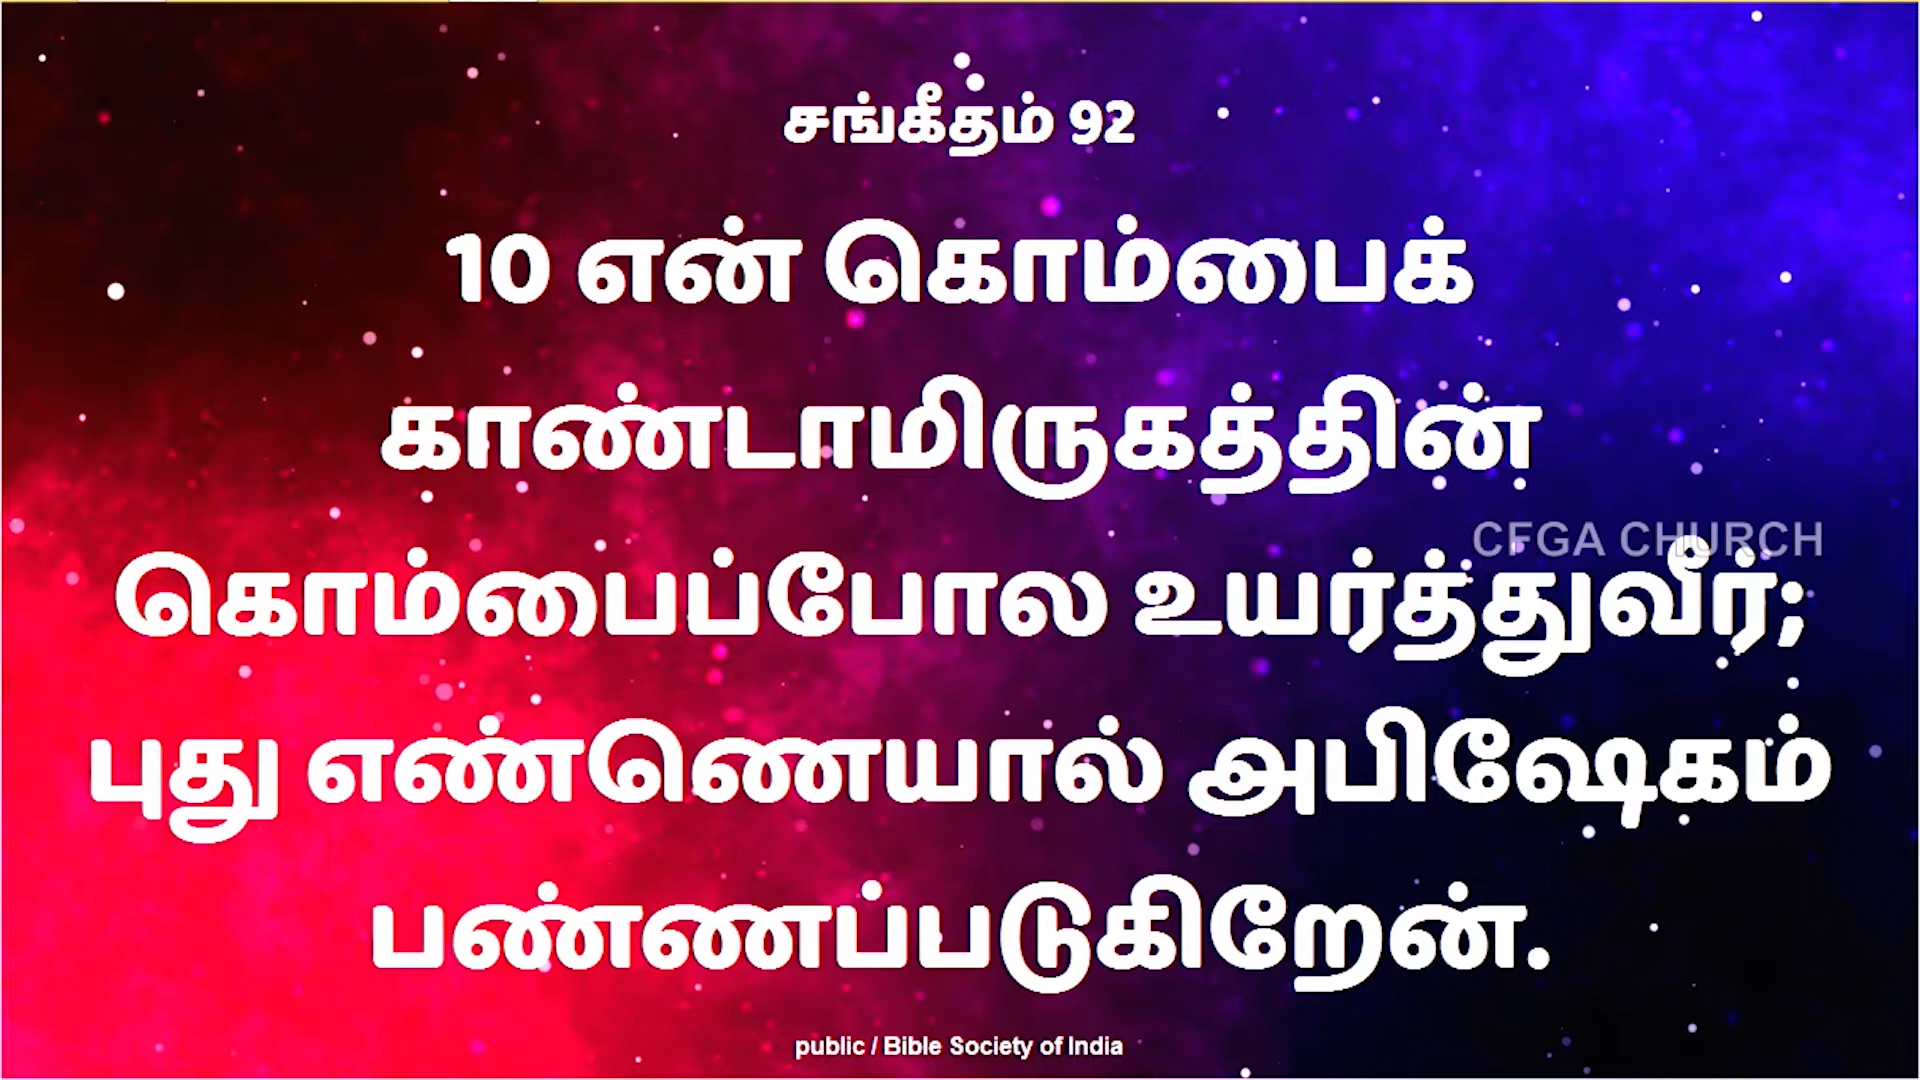 சங்கீதம் 92
10 என் கொம்பைக்
காண்டாமிருகத்தின்
CFGA CHURCH
கொம்பைப்போல உயர்த்துவீர்;
புது எண்ணெயால் அபிஷேகம்
பண்ணப்படுகிறேன்.
public / Bible Society of India